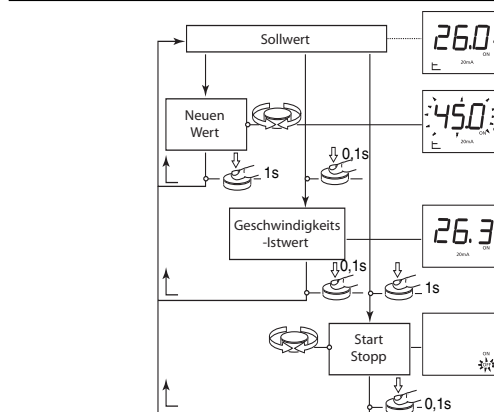 Sollwert
26.0
ON
20mA
Neuen
Wert
45.0
ON
20mA
1s
0,1s
Geschwindigkeits
-Istwert
26.3
20mA
0,1s
1s
Start
Stopp
ON
OFF
0,1s